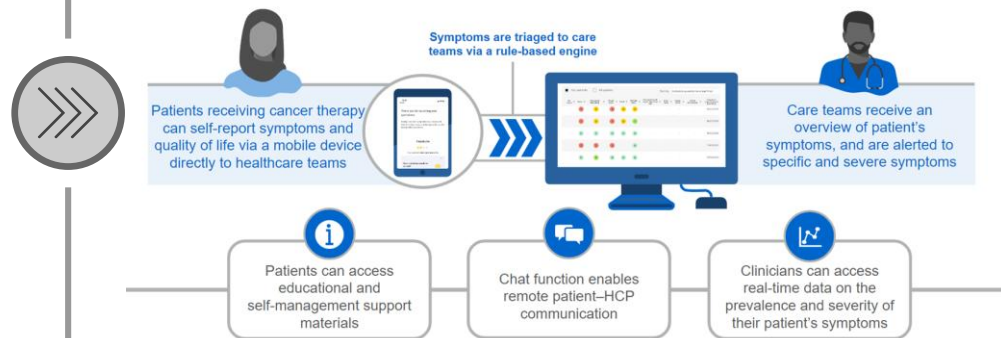 Symptoms are triaged to care
teams via a rule-based engine
Patients receiving cancer therapy
can self-report symptoms and
quality of life via a mobile device
directly to healthcare teams
Care teams receive an
overview of patient's
symptoms, and are alerted to
specific and severe symptoms
Patients can access
educational and
self-management support
materials
Chat function enables
remote patient–HCP
communication
Clinicians can access
real-time data on the
prevalence and severity of
their patient's symptoms